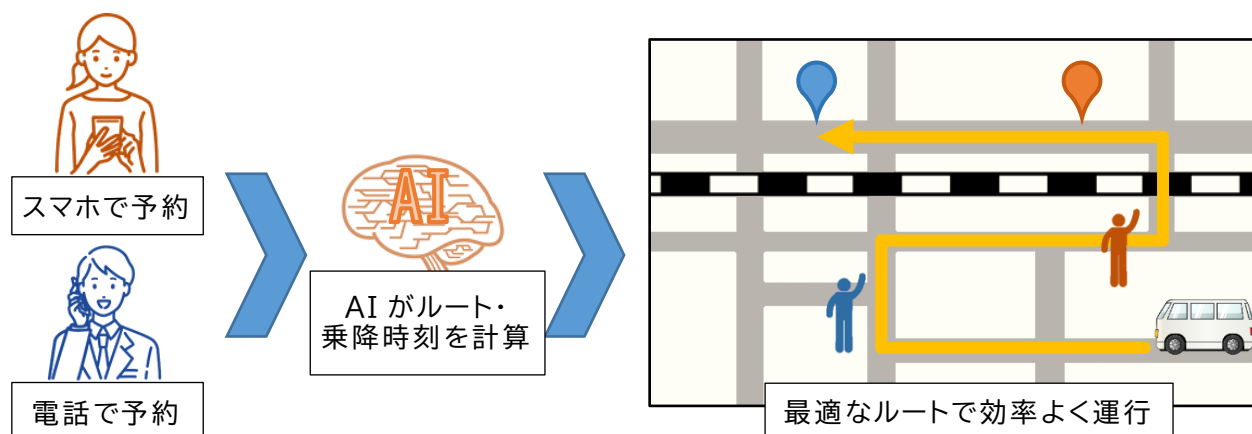 スマホで予約
電話で予約
AI
AI がルート・
乗降時刻を計算
最適なルートで効率よく運行